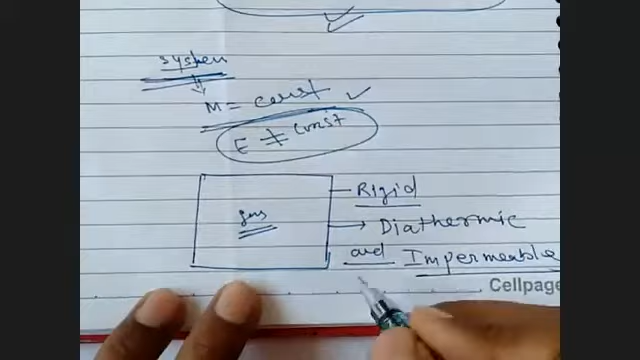 system
M = const
E ≠ const
gas
Rigid
Diathermic
and Impermeable
Cellpage